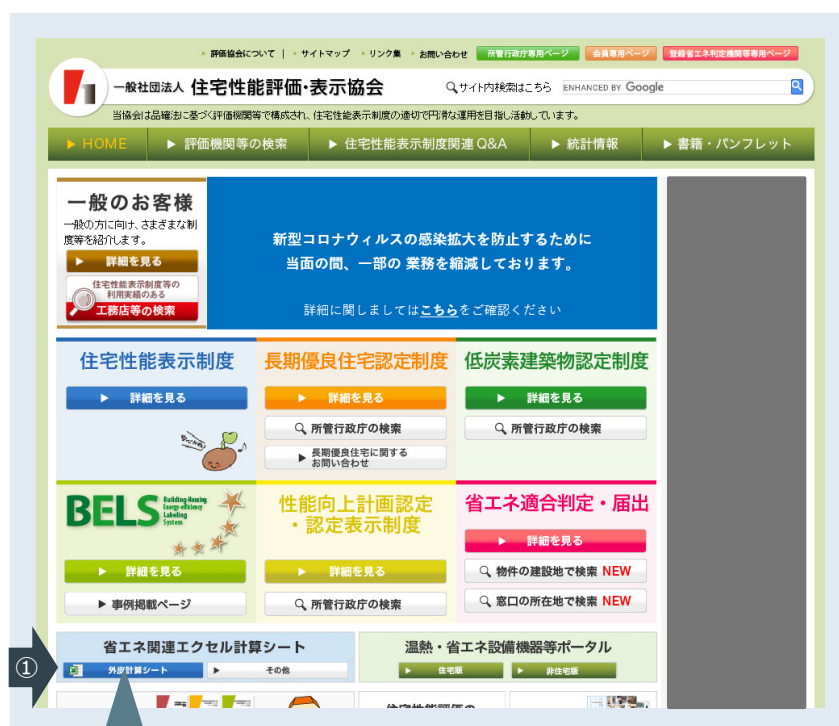 評価協会について | サイトマップ リンク集 お問い合わせ 所管行政庁専用ページ 会員専用ページ 登録省エネ判定機関等専用ページ
一般社団法人 住宅性能評価・表示協会 サイト内検索はこちら ENHANCED BY Google
当協会は品確法に基づく評価機関等で構成され、住宅性能表示制度の適切で円滑な運用を目指し活動しています。
HOME 評価機関等の検索 住宅性能表示制度関連 Q&A 統計情報 書籍・パンフレット
一般のお客様
一般の方に向け、さまざまな制
度等を紹介します。
詳細を見る
住宅性能表示制度等の
利用実績のある
工務店等の検索
新型コロナウィルスの感染拡大を防止するために
当面の間、一部の 業務を縮減しております。
詳細に関しましてはこちらをご確認ください
住宅性能表示制度
詳細を見る
長期優良住宅認定制度
詳細を見る
所管行政庁の検索
長期優良住宅に関する
お問い合わせ
低炭素建築物認定制度
詳細を見る
所管行政庁の検索
BELS Building-Housing
Energy-efficiency
Labeling
System
詳細を見る
事例掲載ページ
性能向上計画認定
・認定表示制度
詳細を見る
所管行政庁の検索
省エネ適合判定・届出
詳細を見る
物件の建設地で検索 NEW
窓口の所在地で検索 NEW
省エネ関連エクセル計算シート
外皮計算シート その他
温熱・省エネ設備機器等ポータル
住宅版 非住宅版
①
住宅性能評価の